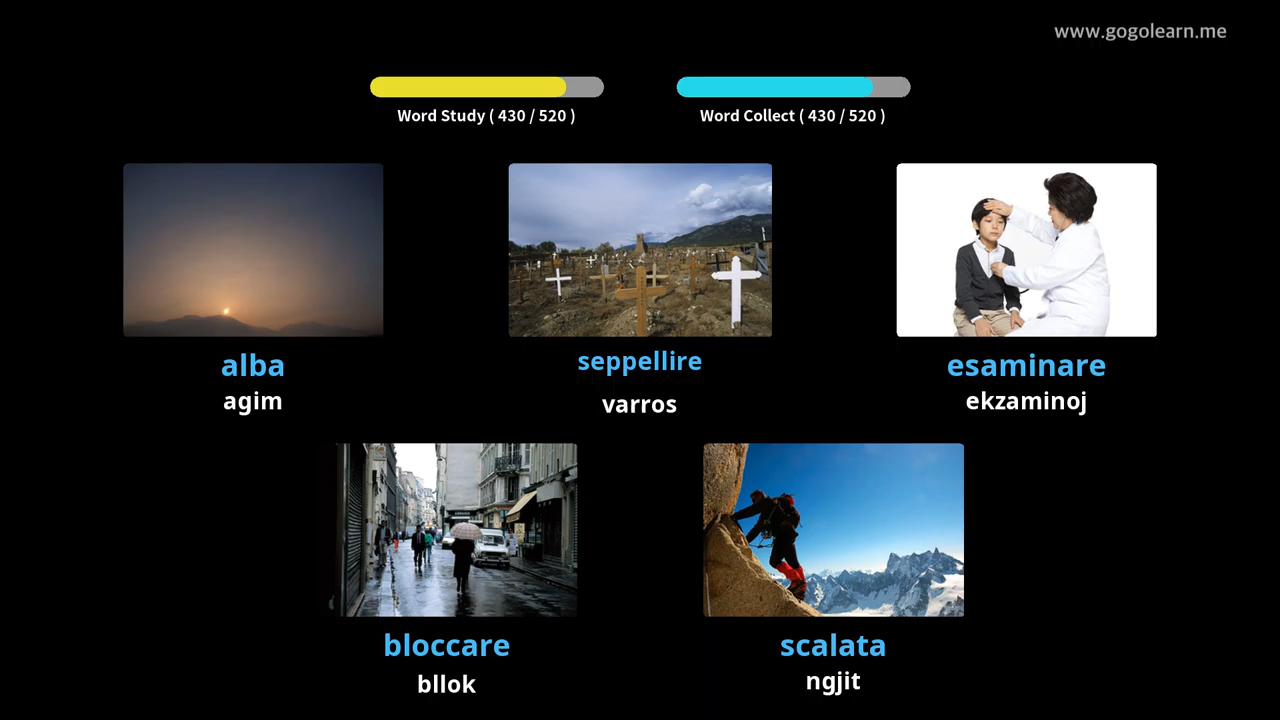 www.gogolearn.me
Word Study ( 430 / 520 )
Word Collect ( 430 / 520 )
alba
agim
seppellire
varros
esaminare
ekzaminoj
bloccare
bllok
scalata
ngjit